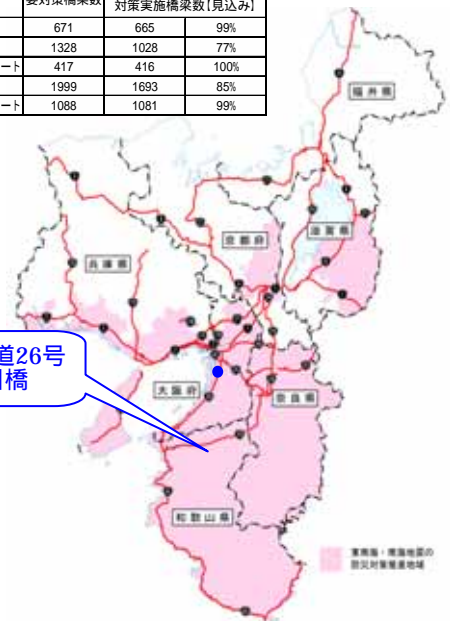 要対策橋梁数 対策実施橋梁数【見込み】
671 665 99%
1328 1028 77%
ート 417 416 100%
1999 1693 85%
ート 1088 1081 99%
福井県
滋賀県
京都府
兵庫県
道26号
橋
大阪府
奈良県
和歌山県
東南海・南海地震の
防災対策推進地域